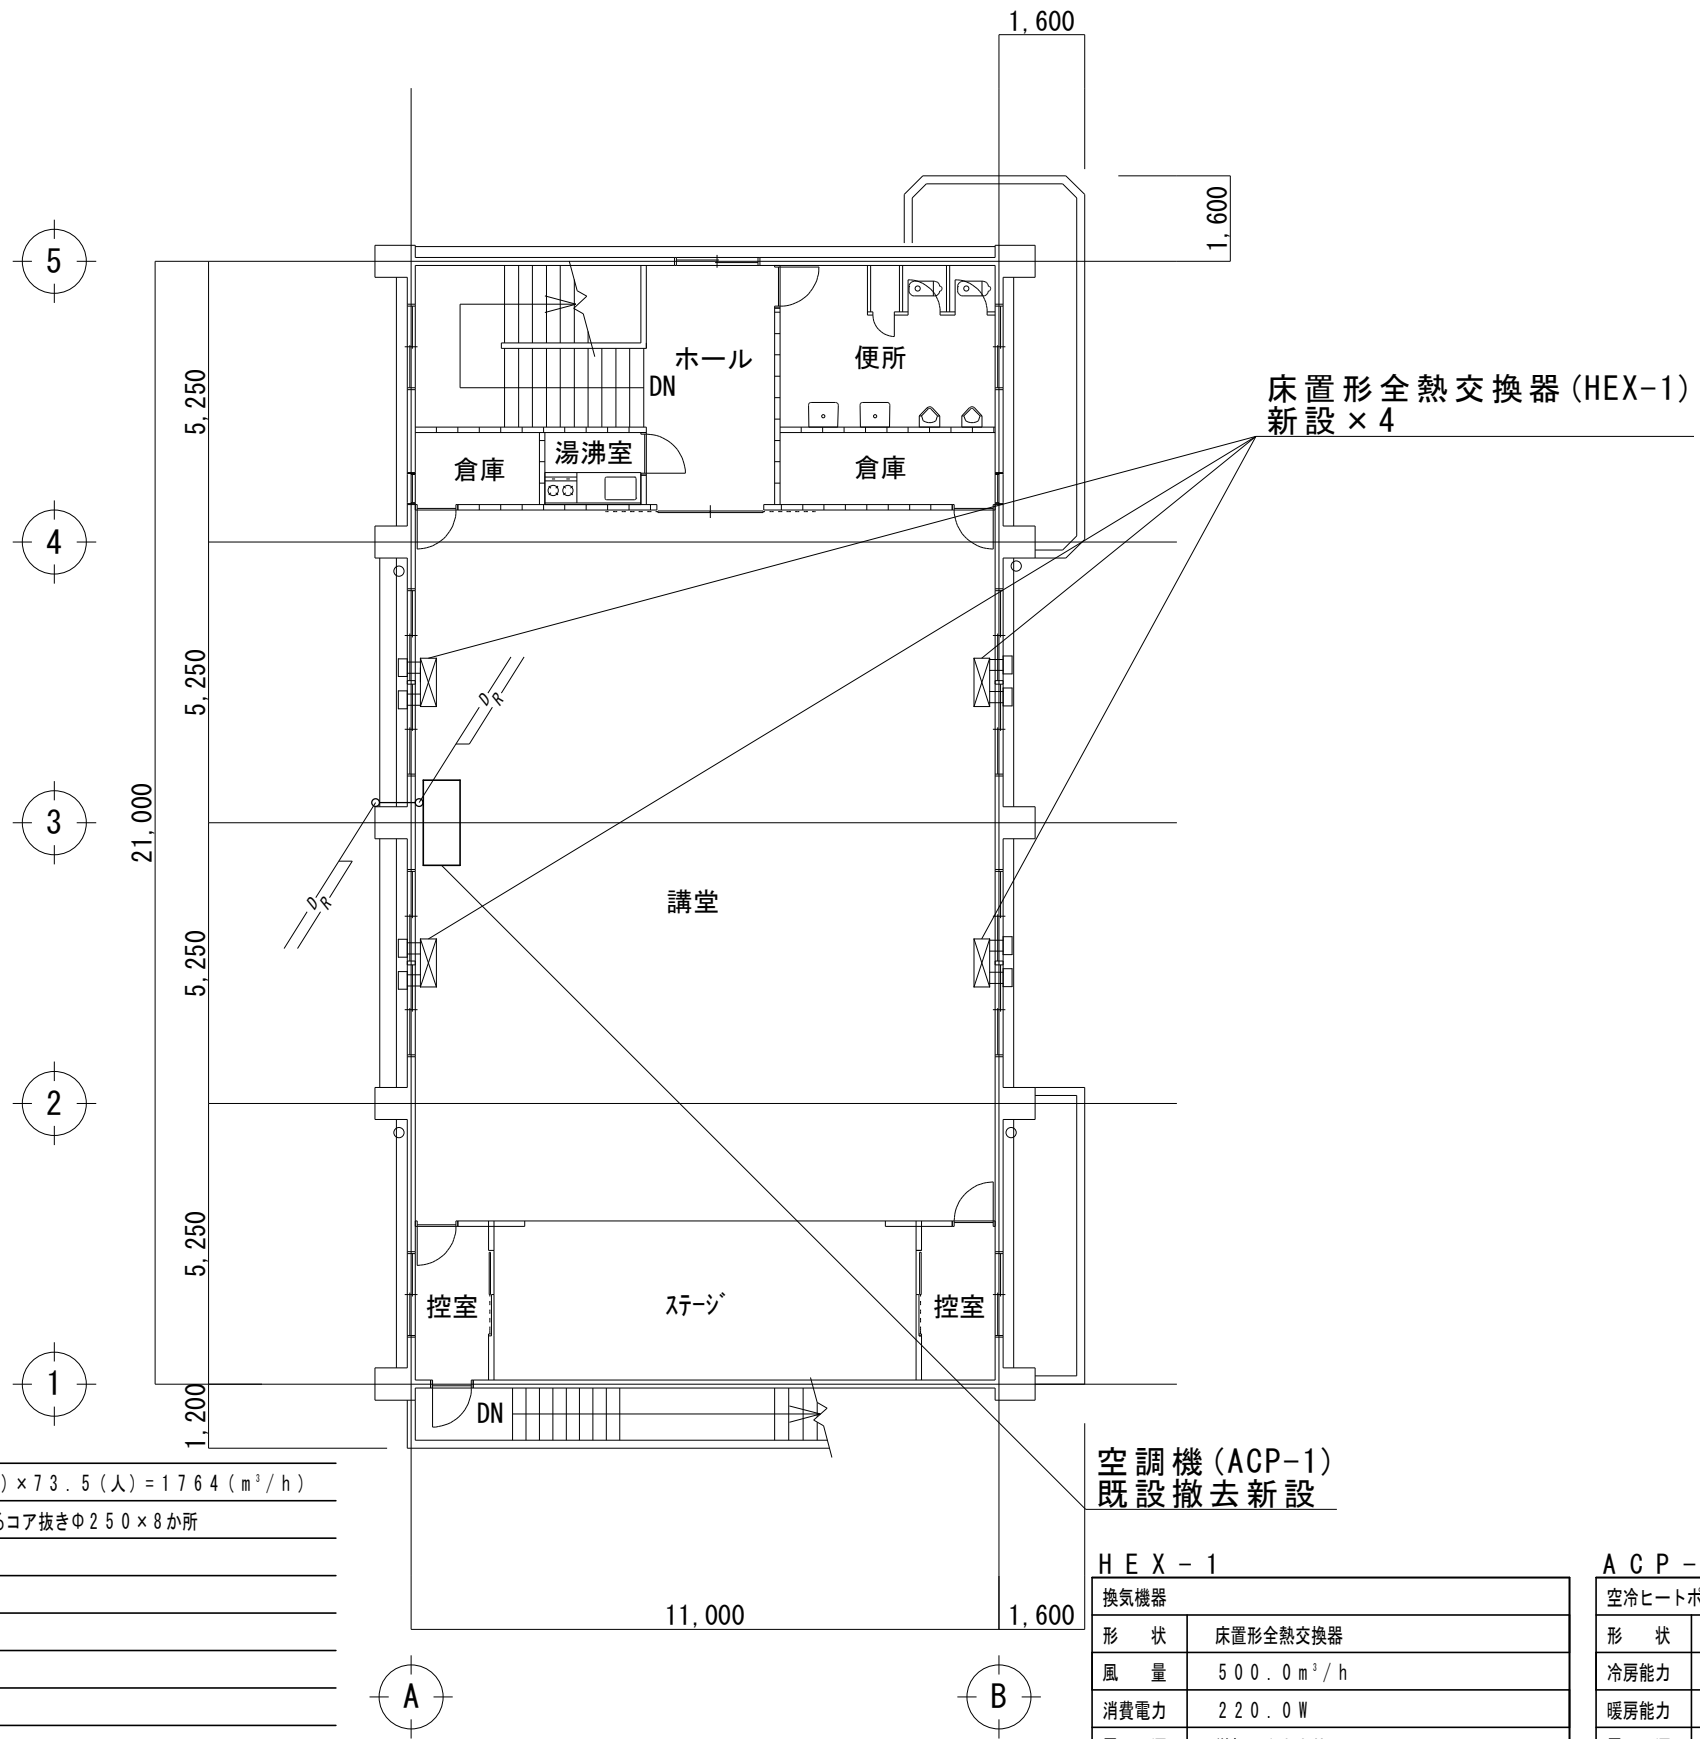 1,600
1,600
5
5,250
ホール
便所
DN
床置形全熱交換器(HEX-1)
新設×4
倉庫
湯沸室
倉庫
4
5,250
D
R
21,000
3
講堂
D
R
5,250
2
5,250
控室
ステージ
控室
1
1,200
DN
空調機(ACP-1)
既設撤去新設
)×73.5(人)=1764(m³/h)
コア抜きΦ250×8か所
11,000
1,600
A
B
HEX-1
換気機器
形 状 床置形全熱交換器
風 量 500.0m³/h
消費電力 220.0W
ACP-
空冷ヒートポ
形 状
冷房能力
暖房能力